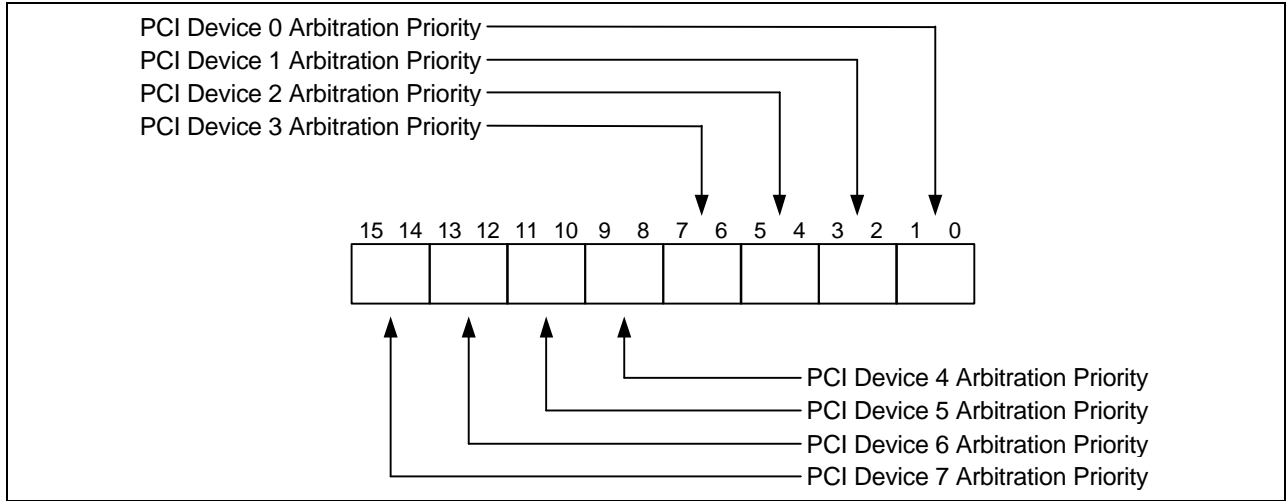 PCI Device 0 Arbitration Priority
PCI Device 1 Arbitration Priority
PCI Device 2 Arbitration Priority
PCI Device 3 Arbitration Priority
15 14 13 12 11 10 9 8 7 6 5 4 3 2 1 0
PCI Device 4 Arbitration Priority
PCI Device 5 Arbitration Priority
PCI Device 6 Arbitration Priority
PCI Device 7 Arbitration Priority